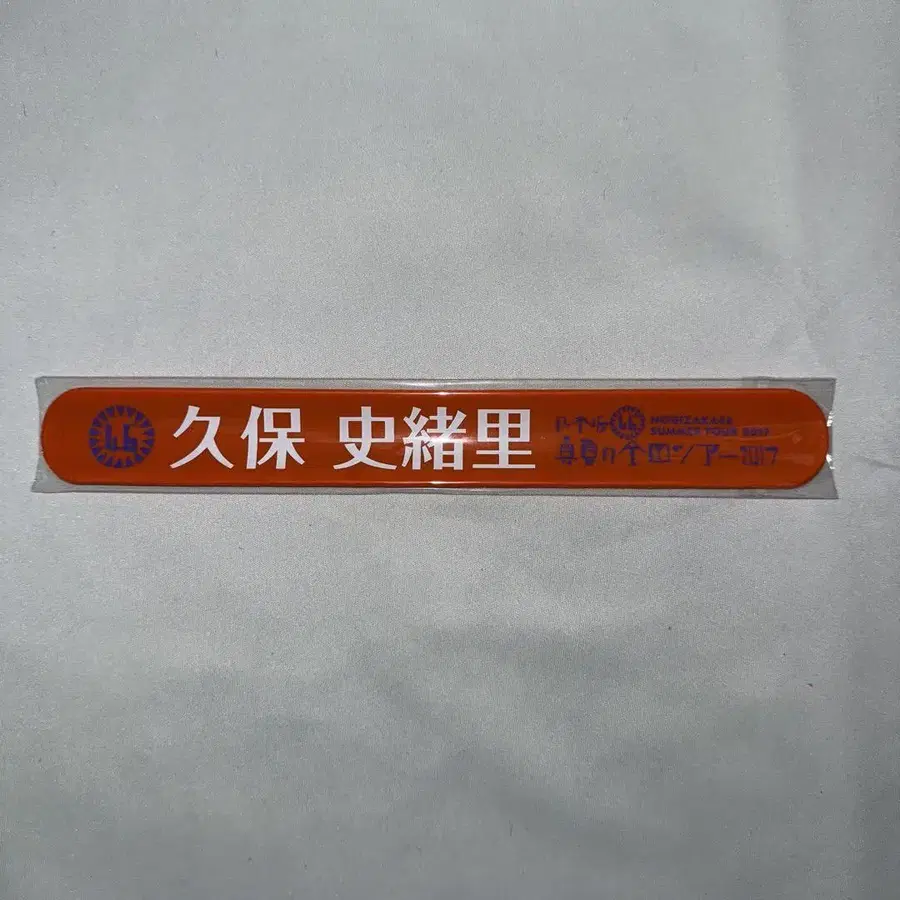 46
久保 史緒里
乃木坂46
NOGIZAKA46
SUMMER TOUR 2017
真夏の全国ツアー2017